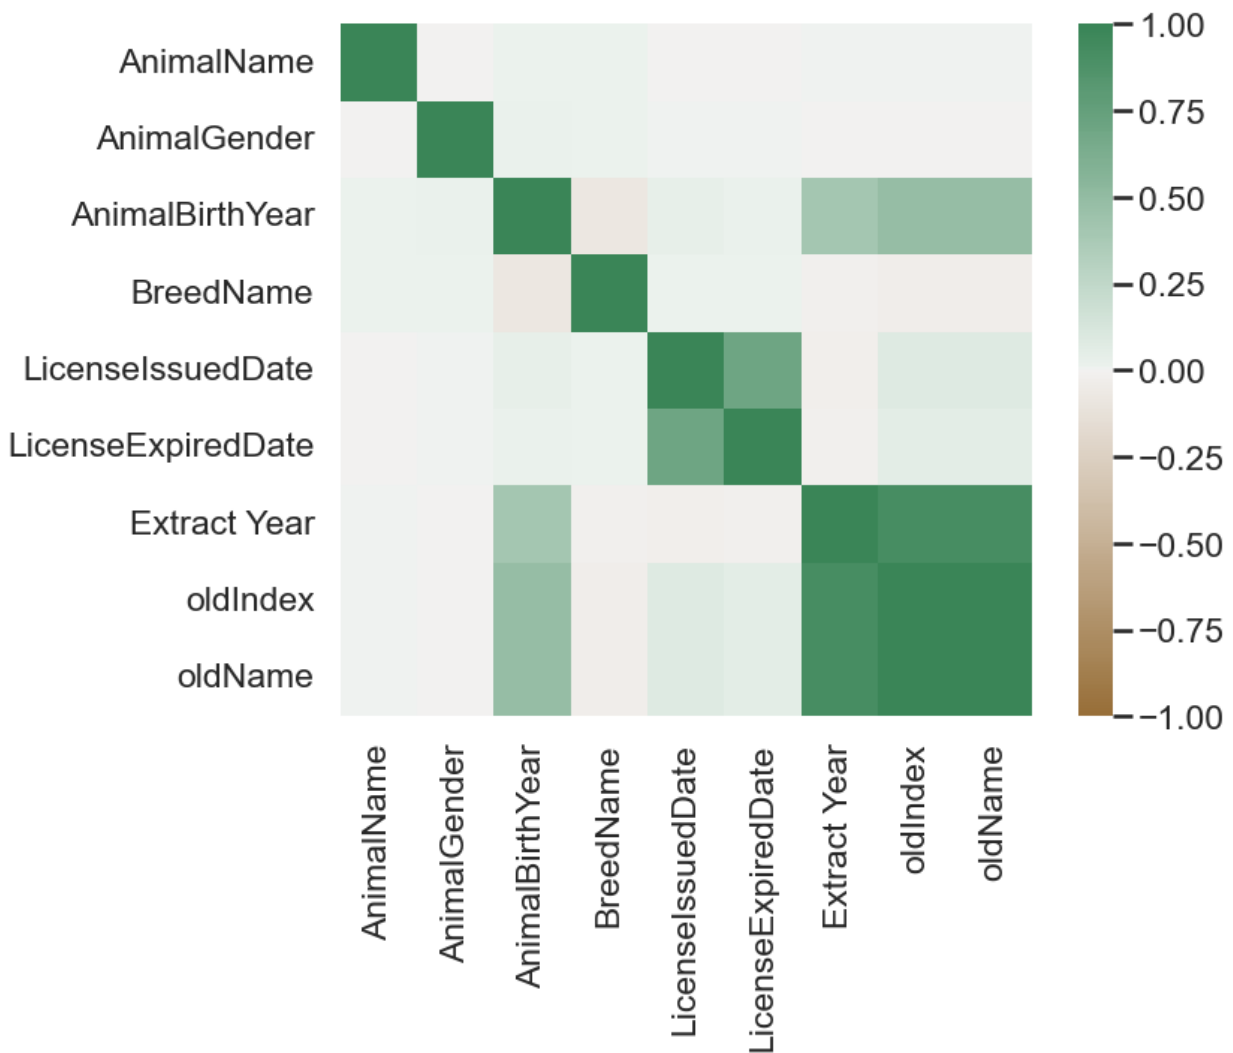 AnimalName
AnimalGender
AnimalBirthYear
BreedName
LicenseIssuedDate
LicenseExpiredDate
Extract Year
oldIndex
oldName
1.00
0.75
0.50
0.25
0.00
−0.25
−0.50
−0.75
−1.00
AnimalName
AnimalGender
AnimalBirthYear
BreedName
LicenseIssuedDate
LicenseExpiredDate
Extract Year
oldIndex
oldName